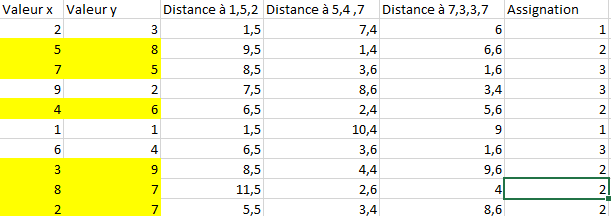 Valeur x Valeur y Distance à 1,5,2 Distance à 5,4 ,7 Distance à 7,3,3,7 Assignation
2 3 1,5 7,4 6 1
5 8 9,5 1,4 6,6 2
7 5 8,5 3,6 1,6 3
9 2 7,5 8,6 3,4 3
4 6 6,5 2,4 5,6 2
1 1 1,5 10,4 9 1
6 4 6,5 3,6 1,6 3
3 9 8,5 4,4 9,6 2
8 7 11,5 2,6 4 2
2 7 5,5 3,4 8,6 2